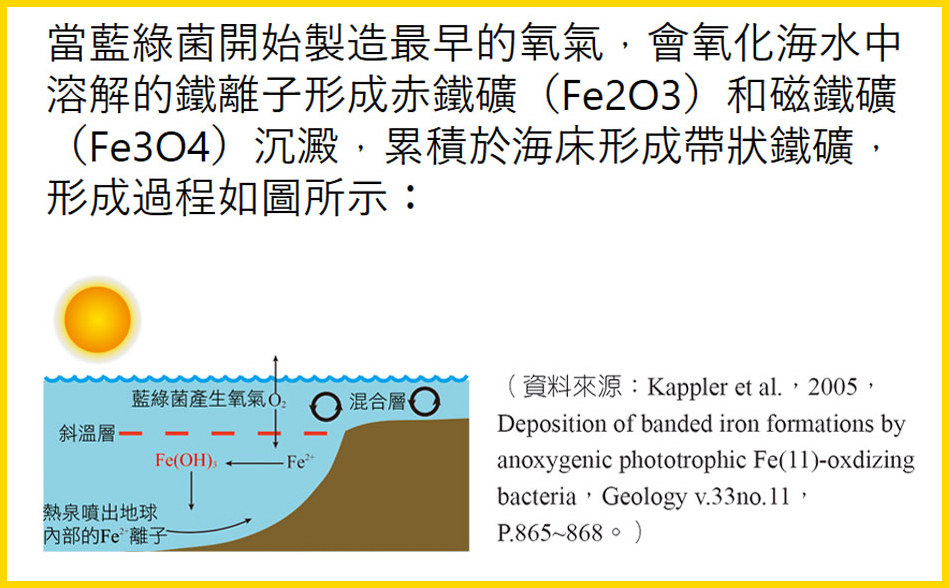 當藍綠菌開始製造最早的氧氣，會氧化海水中
溶解的鐵離子形成赤鐵礦（Fe2O3）和磁鐵礦
（Fe3O4）沉澱，累積於海床形成帶狀鐵礦，
形成過程如圖所示：
藍綠菌產生氧氣O₂
混合層
斜溫層
Fe(OH)₃
Fe²⁺
熱泉噴出地球
內部的Fe²⁺離子
（資料來源：Kappler et al.，2005，
Deposition of banded iron formations by
anoxygenic phototrophic Fe(11)-oxdizing
bacteria，Geology v.33no.11，
P.865~868。）